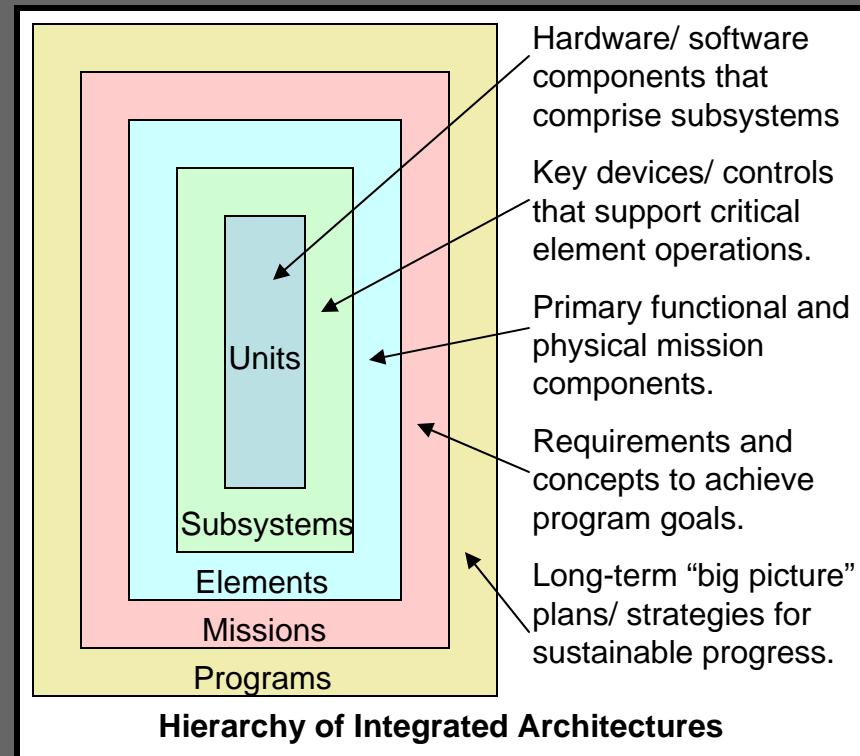 Hardware/ software
components that
comprise subsystems
Key devices/ controls
that support critical
element operations.
Primary functional and
physical mission
components.
Requirements and
concepts to achieve
program goals.
Long-term “big picture”
plans/ strategies for
sustainable progress.
Units
Subsystems
Elements
Missions
Programs
Hierarchy of Integrated Architectures